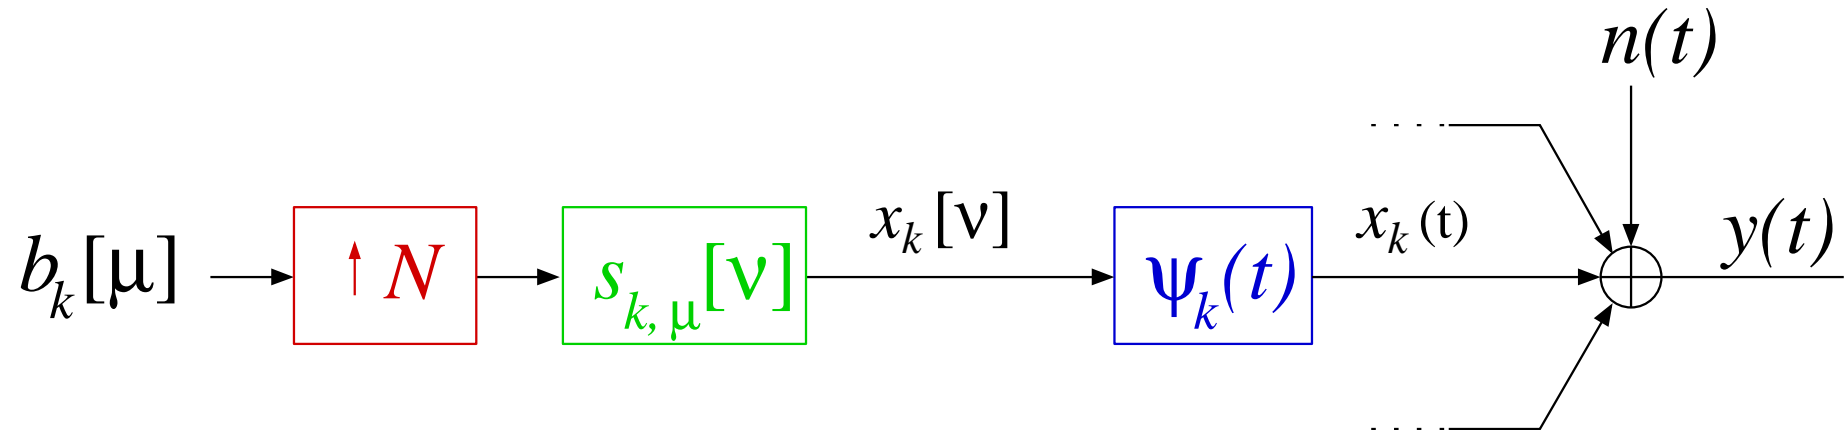 n(t)
b_k[μ] ↑ N s_{k, μ}[ν] x_k[ν] ψ_k(t) x_k(t) y(t)